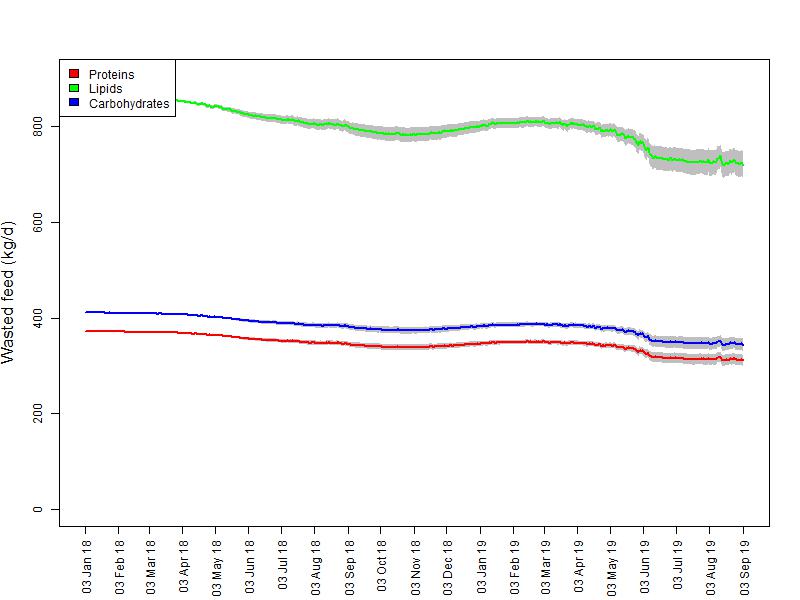 Proteins
Lipids
Carbohydrates
Wasted feed (kg/d)
800
600
400
200
0
03 Jan 18
03 Feb 18
03 Mar 18
03 Apr 18
03 May 18
03 Jun 18
03 Jul 18
03 Aug 18
03 Sep 18
03 Oct 18
03 Nov 18
03 Dec 18
03 Jan 19
03 Feb 19
03 Mar 19
03 Apr 19
03 May 19
03 Jun 19
03 Jul 19
03 Aug 19
03 Sep 19